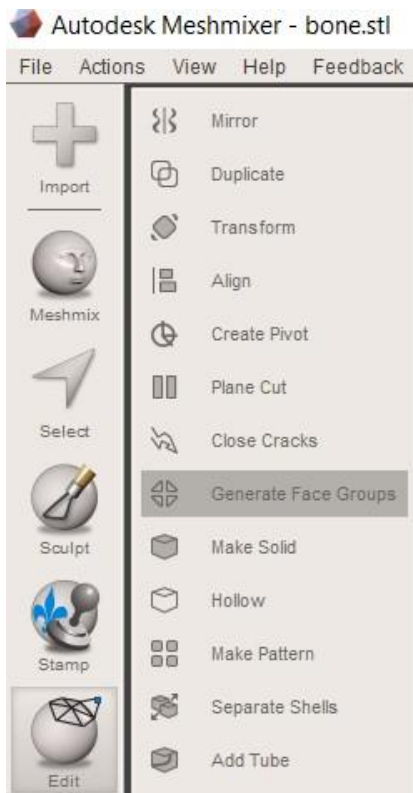 Autodesk Meshmixer - bone.stl
File Actions View Help Feedback
Import
Meshmix
Select
Sculpt
Stamp
Edit
Mirror
Duplicate
Transform
Align
Create Pivot
Plane Cut
Close Cracks
Generate Face Groups
Make Solid
Hollow
Make Pattern
Separate Shells
Add Tube